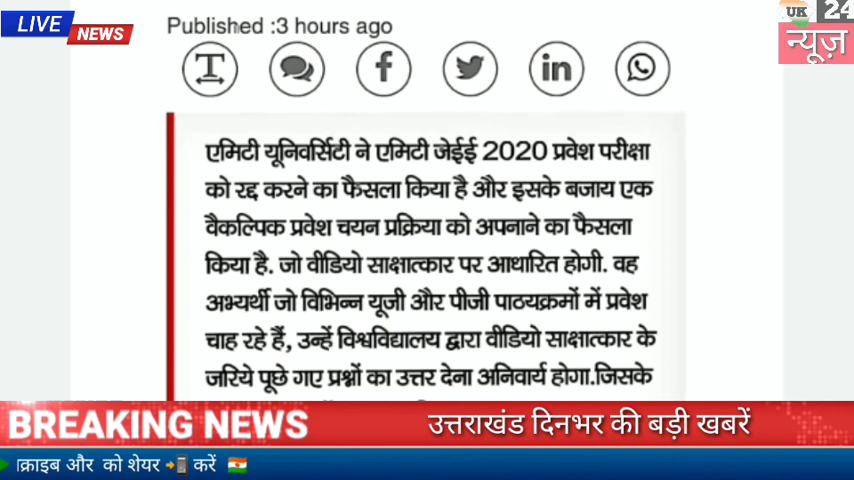 LIVE
NEWS
Published :3 hours ago
UK 24
न्यूज़
एमिटी यूनिवर्सिटी ने एमिटी जेईई 2020 प्रवेश परीक्षा
को रद्द करने का फैसला किया है और इसके बजाय एक
वैकल्पिक प्रवेश चयन प्रक्रिया को अपनाने का फैसला
किया है. जो वीडियो साक्षात्कार पर आधारित होगी. वह
अभ्यर्थी जो विभिन्न यूजी और पीजी पाठयक्रमों में प्रवेश
चाह रहे हैं, उन्हें विश्वविद्यालय द्वारा वीडियो साक्षात्कार के
जरिये पूछे गए प्रश्नों का उत्तर देना अनिवार्य होगा.जिसके
BREAKING NEWS
उत्तराखंड दिनभर की बड़ी खबरें
और को शेयर करें